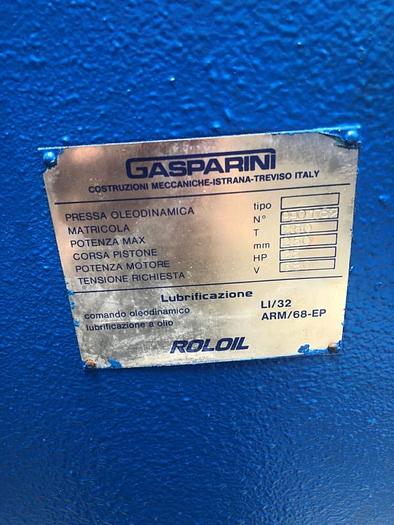 GASPARINI
COSTRUZIONI MECCANICHE-ISTRANA-TREVISO ITALY
PRESSA OLEODINAMICA tipo
MATRICOLA N°
POTENZA MAX T
CORSA PISTONE mm
POTENZA MOTORE HP
TENSIONE RICHIESTA V
Lubrificazione
comando oleodinamico LI/32
lubrificazione a olio ARM/68-EP
ROLOIL